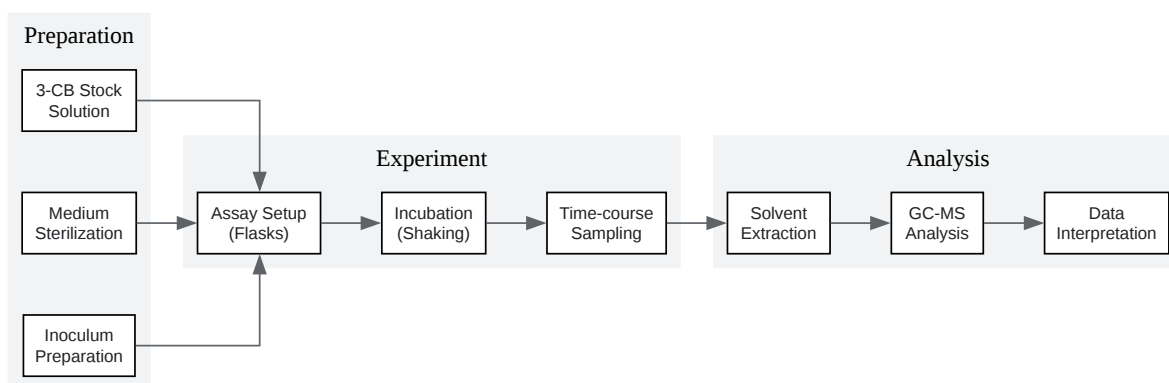 Preparation
3-CB Stock
Solution
Medium
Sterilization
Inoculum
Preparation
Experiment
Assay Setup
(Flasks)
Incubation
(Shaking)
Time-course
Sampling
Analysis
Solvent
Extraction
GC-MS
Analysis
Data
Interpretation